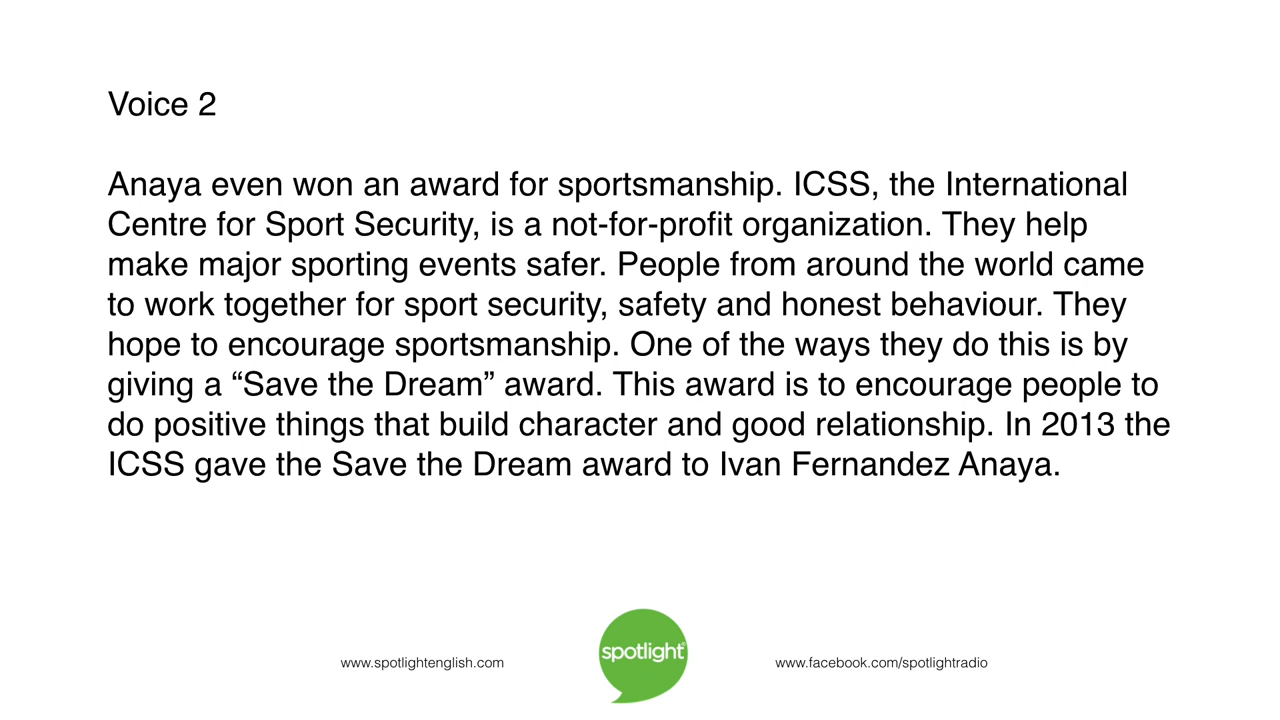 Voice 2
Anaya even won an award for sportsmanship. ICSS, the International
Centre for Sport Security, is a not-for-profit organization. They help
make major sporting events safer. People from around the world came
to work together for sport security, safety and honest behaviour. They
hope to encourage sportsmanship. One of the ways they do this is by
giving a “Save the Dream” award. This award is to encourage people to
do positive things that build character and good relationship. In 2013 the
ICSS gave the Save the Dream award to Ivan Fernandez Anaya.
www.spotlightenglish.com
spotlight
www.facebook.com/spotlightradio